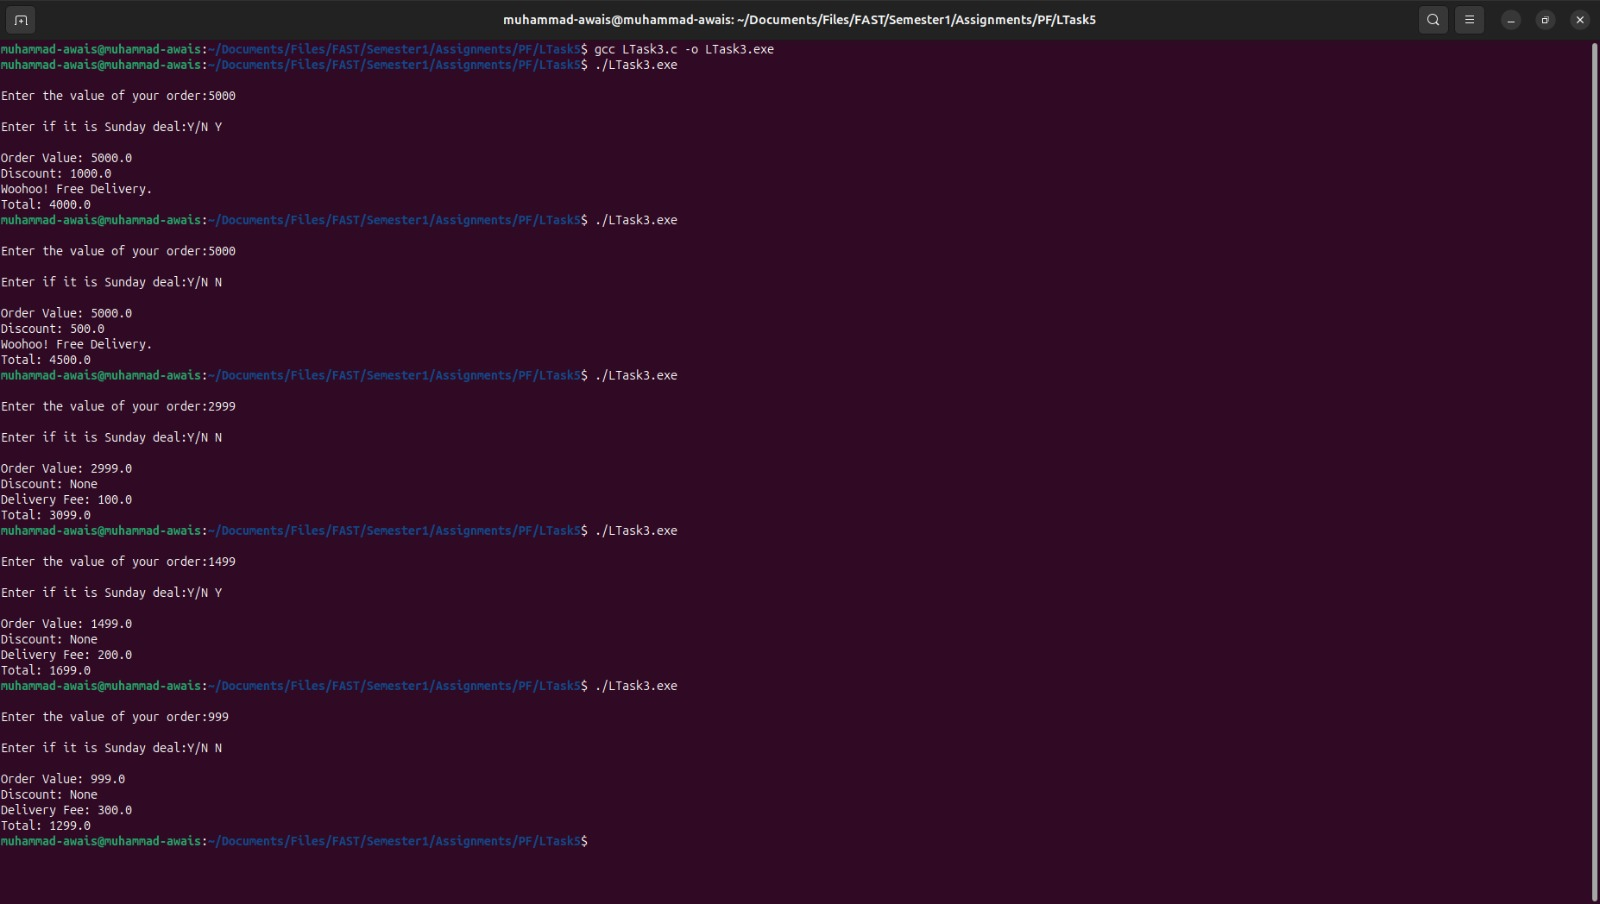 muhammad-awais@muhammad-awais: ~/Documents/Files/FAST/Semester1/Assignments/PF/LTask5
muhammad-awais@muhammad-awais:~/Documents/Files/FAST/Semester1/Assignments/PF/LTask5$ gcc LTask3.c -o LTask3.exe
muhammad-awais@muhammad-awais:~/Documents/Files/FAST/Semester1/Assignments/PF/LTask5$ ./LTask3.exe
Enter the value of your order:5000
Enter if it is Sunday deal:Y/N Y
Order Value: 5000.0
Discount: 1000.0
Woohoo! Free Delivery.
Total: 4000.0
muhammad-awais@muhammad-awais:~/Documents/Files/FAST/Semester1/Assignments/PF/LTask5$ ./LTask3.exe
Enter the value of your order:5000
Enter if it is Sunday deal:Y/N N
Order Value: 5000.0
Discount: 500.0
Woohoo! Free Delivery.
Total: 4500.0
muhammad-awais@muhammad-awais:~/Documents/Files/FAST/Semester1/Assignments/PF/LTask5$ ./LTask3.exe
Enter the value of your order:2999
Enter if it is Sunday deal:Y/N N
Order Value: 2999.0
Discount: None
Delivery Fee: 100.0
Total: 3099.0
muhammad-awais@muhammad-awais:~/Documents/Files/FAST/Semester1/Assignments/PF/LTask5$ ./LTask3.exe
Enter the value of your order:1499
Enter if it is Sunday deal:Y/N Y
Order Value: 1499.0
Discount: None
Delivery Fee: 200.0
Total: 1699.0
muhammad-awais@muhammad-awais:~/Documents/Files/FAST/Semester1/Assignments/PF/LTask5$ ./LTask3.exe
Enter the value of your order:999
Enter if it is Sunday deal:Y/N N
Order Value: 999.0
Discount: None
Delivery Fee: 300.0
Total: 1299.0
muhammad-awais@muhammad-awais:~/Documents/Files/FAST/Semester1/Assignments/PF/LTask5$